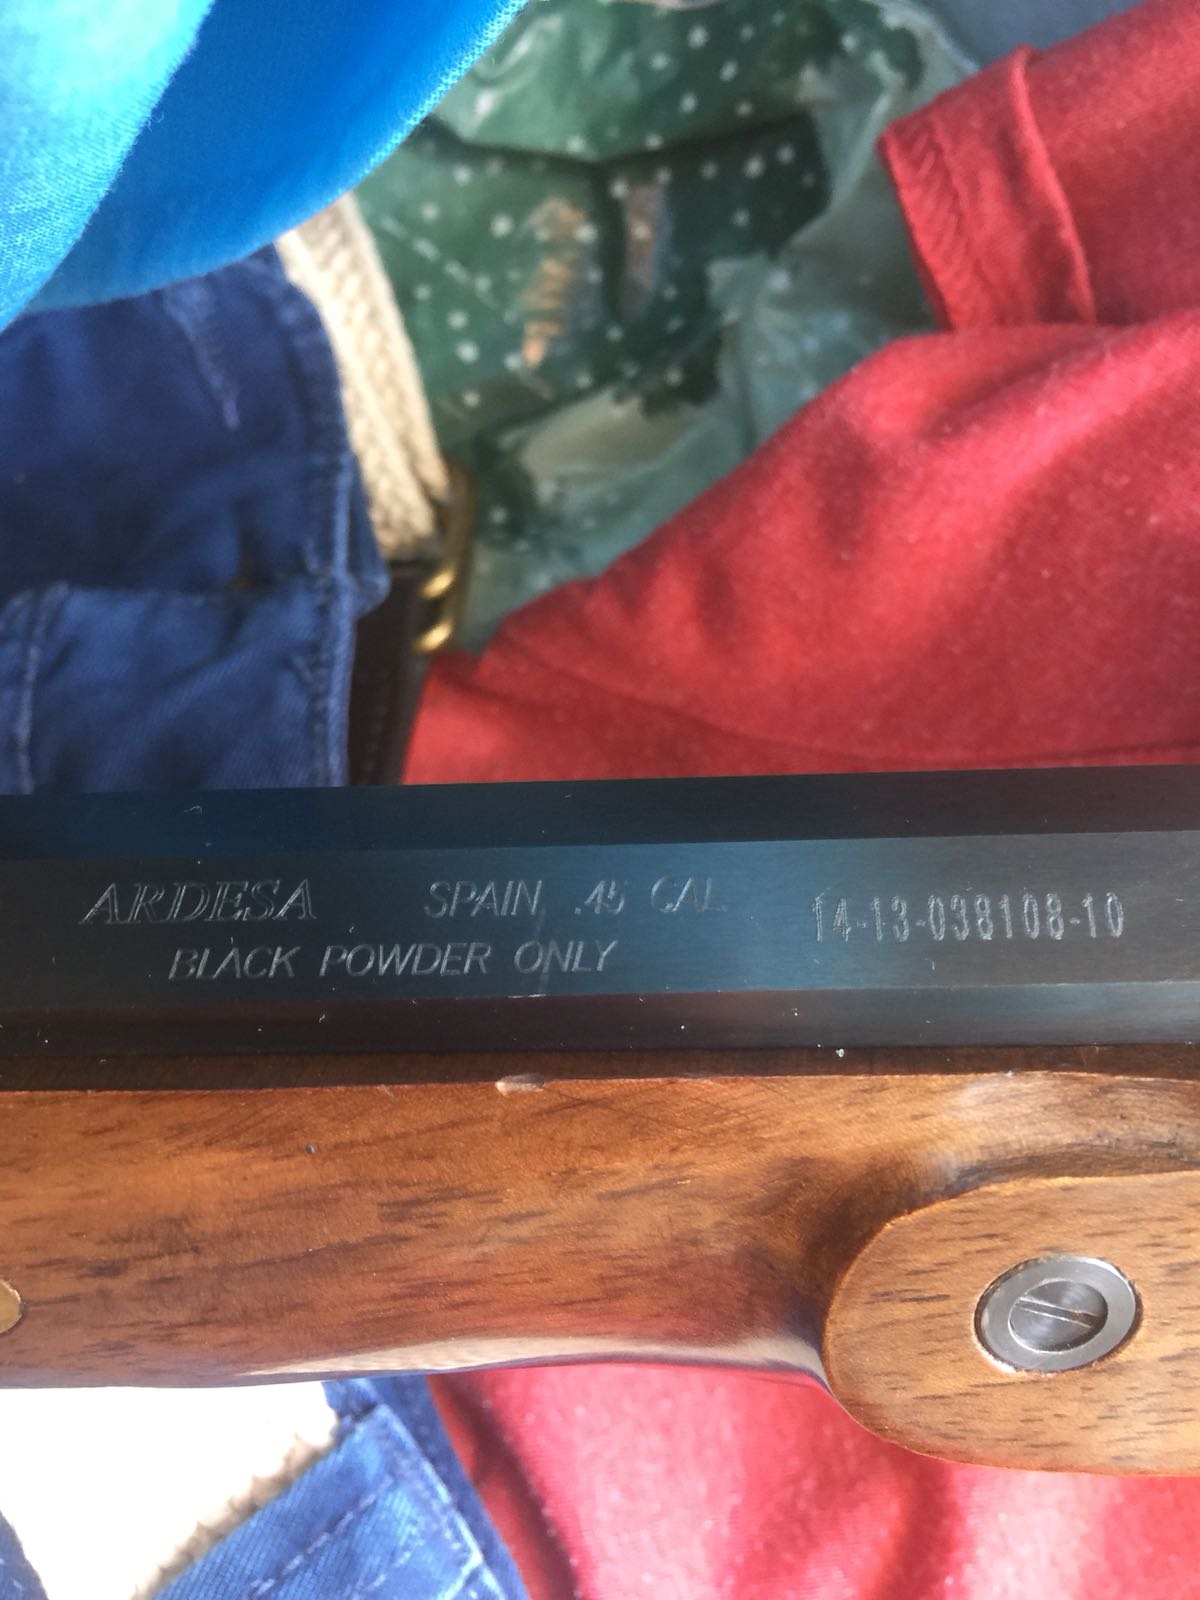 ARDESA SPAIN .45 CAL 14-13-038108-10
BLACK POWDER ONLY